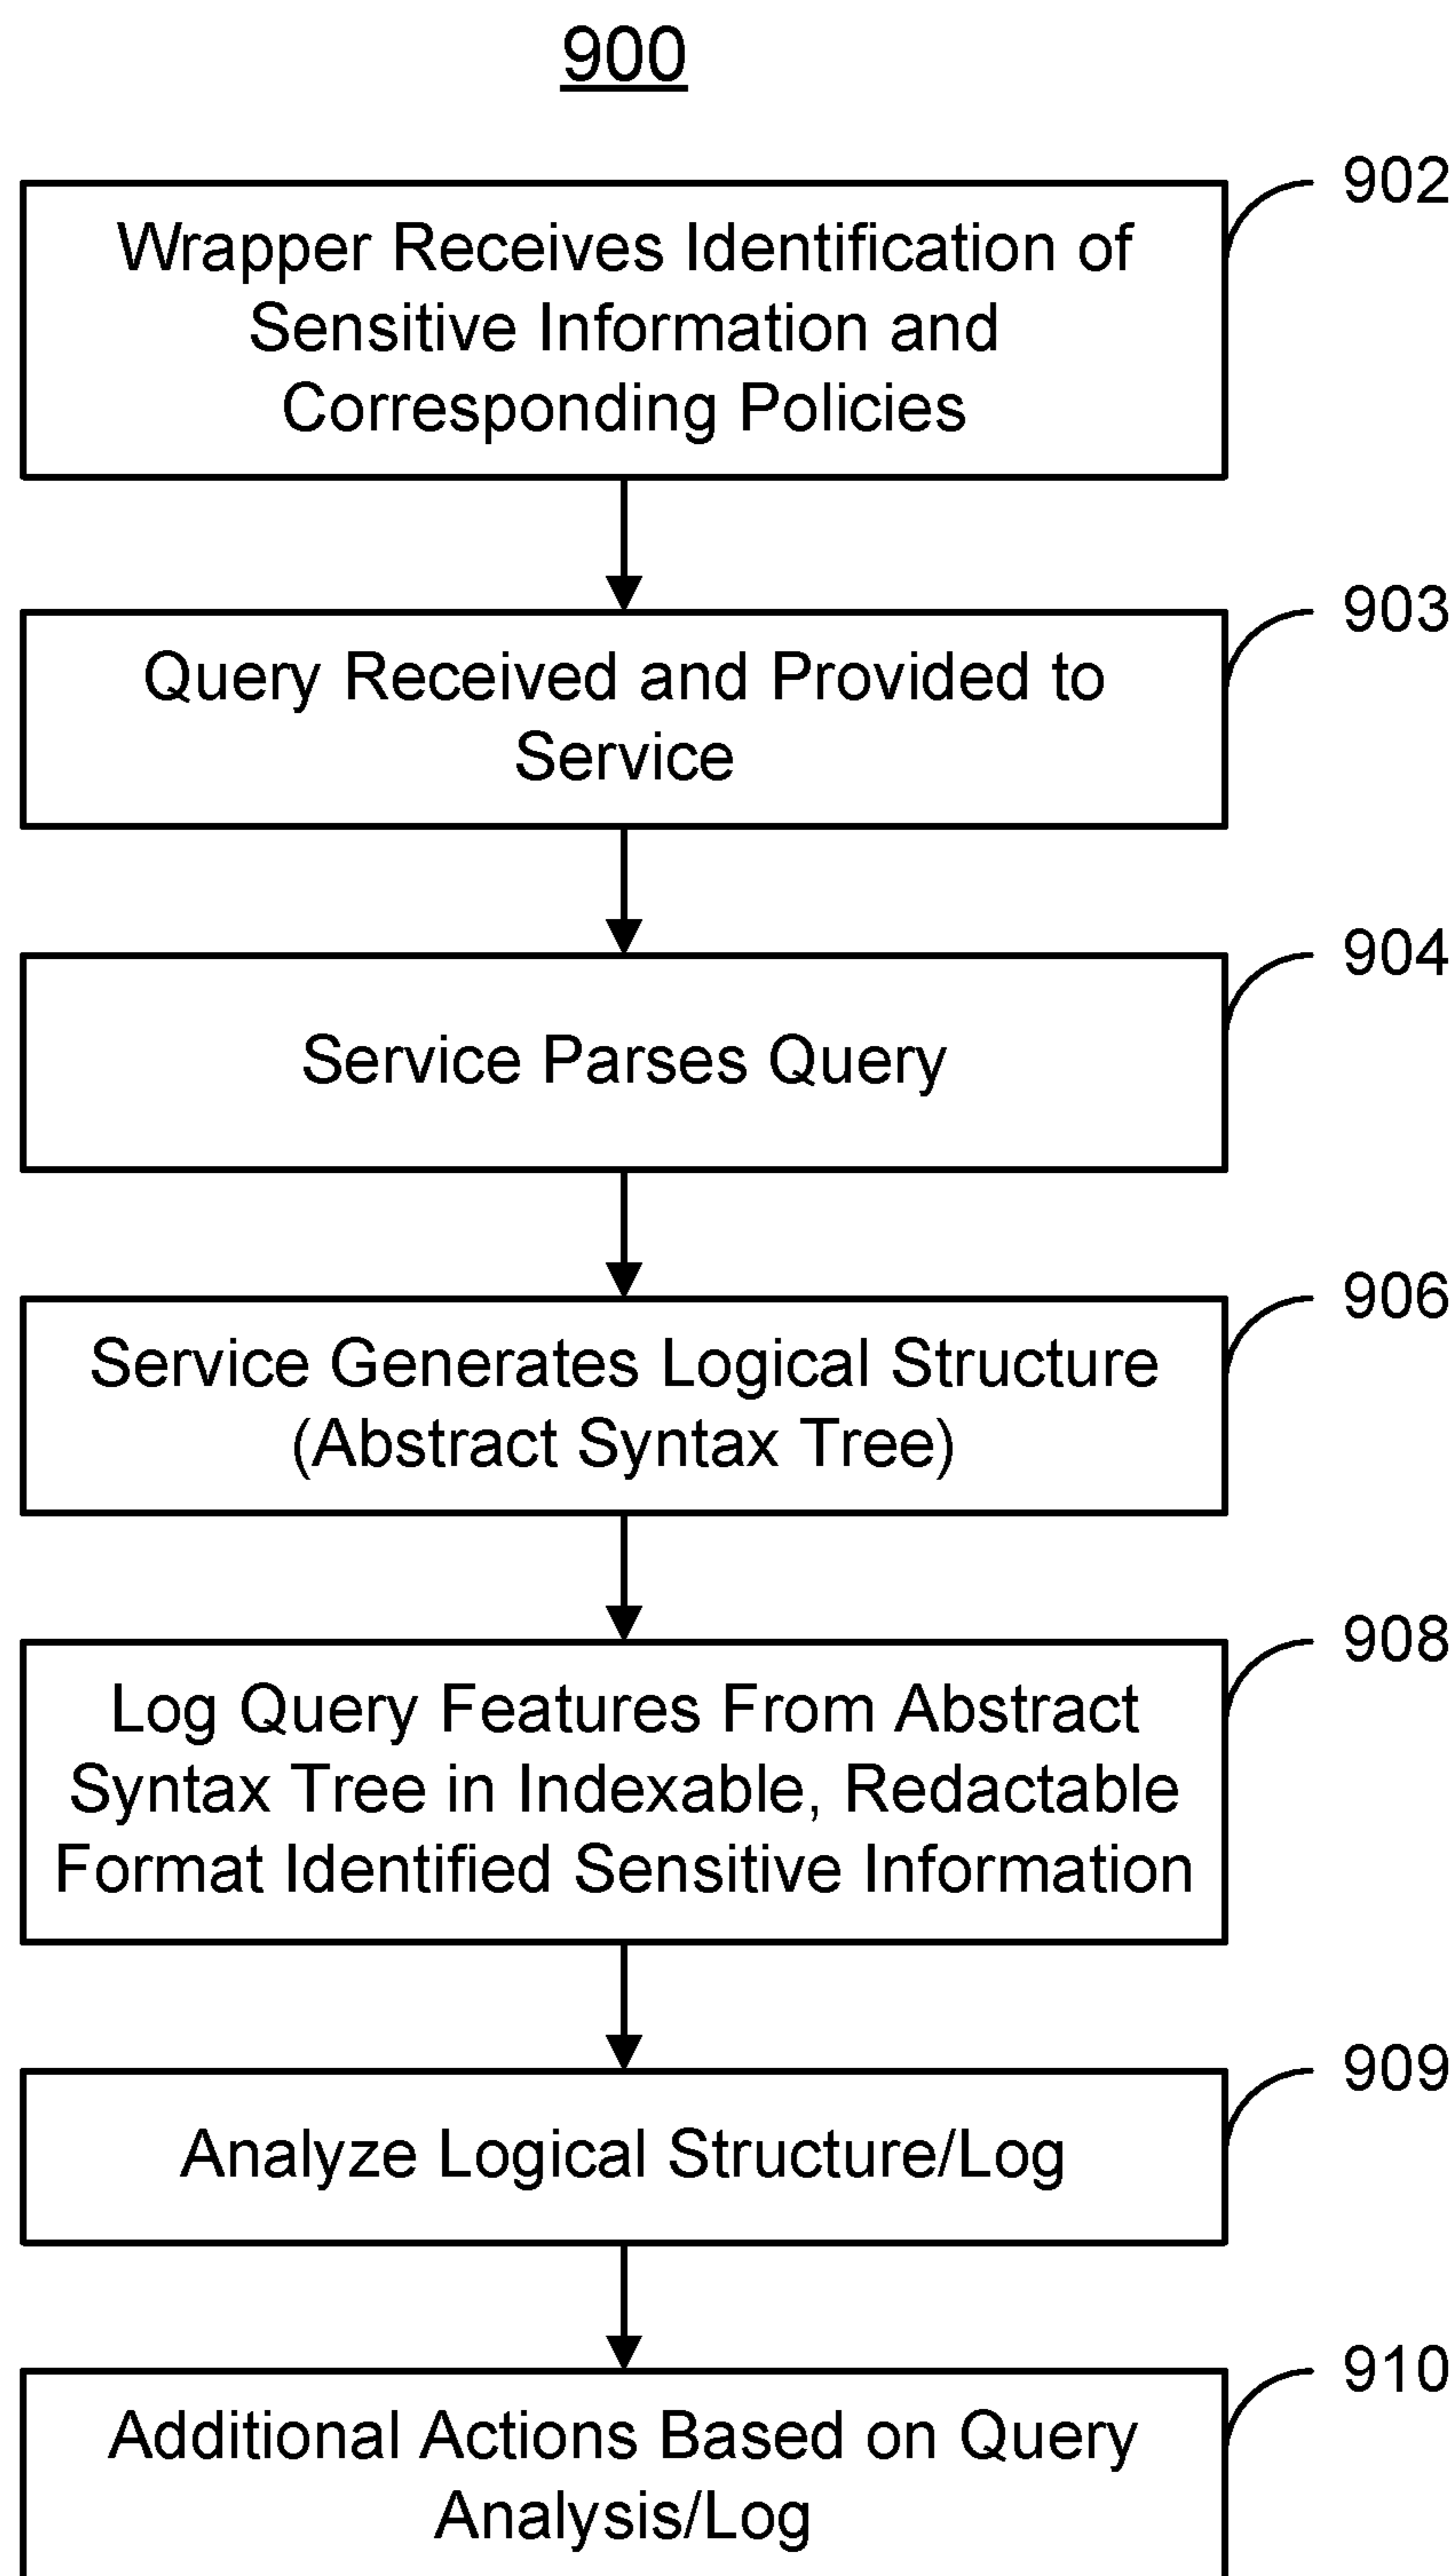 900
902
Wrapper Receives Identification of
Sensitive Information and
Corresponding Policies
903
Query Received and Provided to
Service
904
Service Parses Query
906
Service Generates Logical Structure
(Abstract Syntax Tree)
908
Log Query Features From Abstract
Syntax Tree in Indexable, Redactable
Format Identified Sensitive Information
909
Analyze Logical Structure/Log
910
Additional Actions Based on Query
Analysis/Log